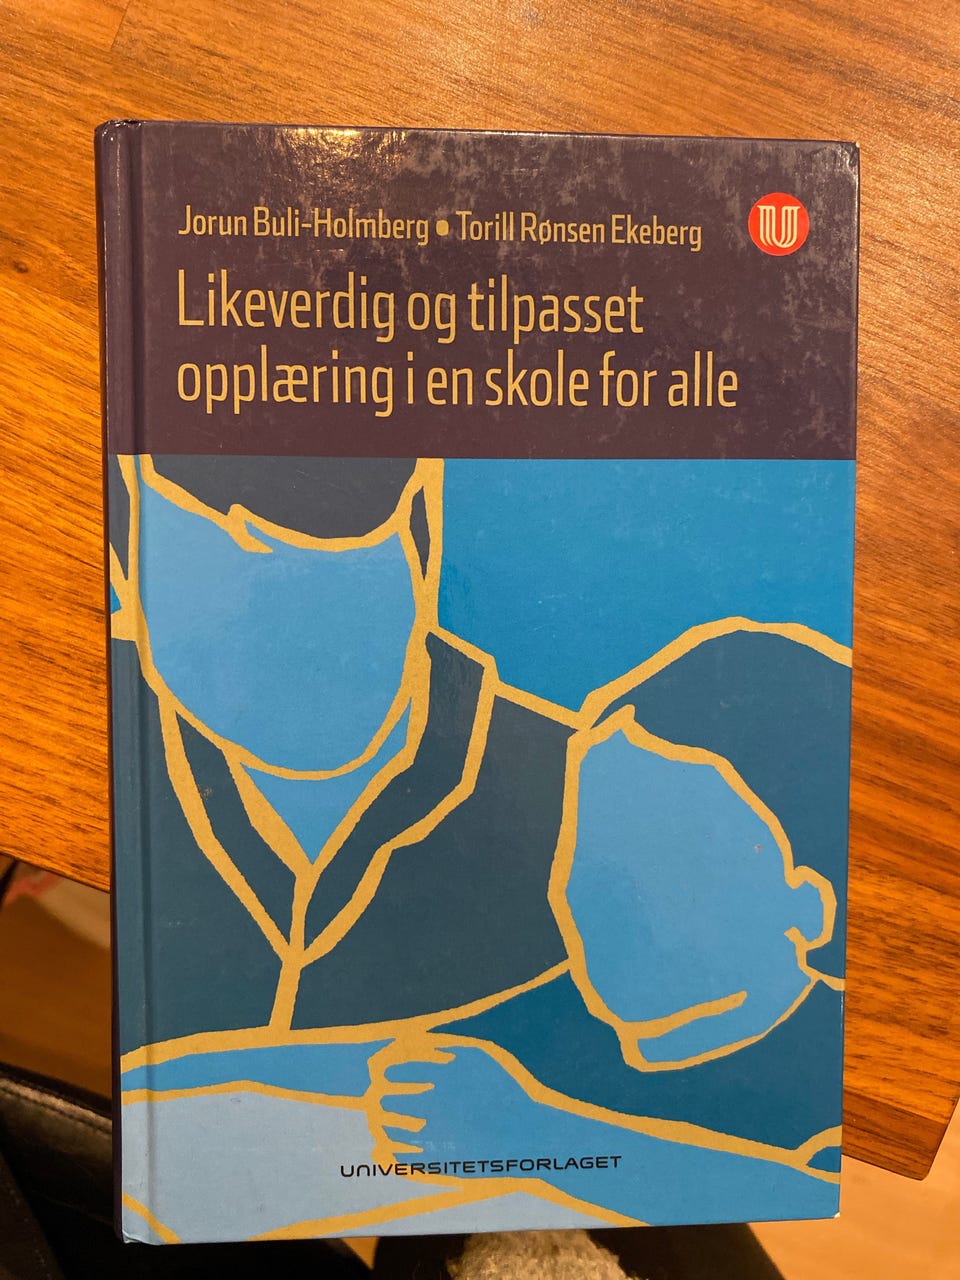 Jorun Buli-Holmberg • Torill Rønsen Ekeberg
Likeverdig og tilpasset
opplæring i en skole for alle
UNIVERSITETSFORLAGET